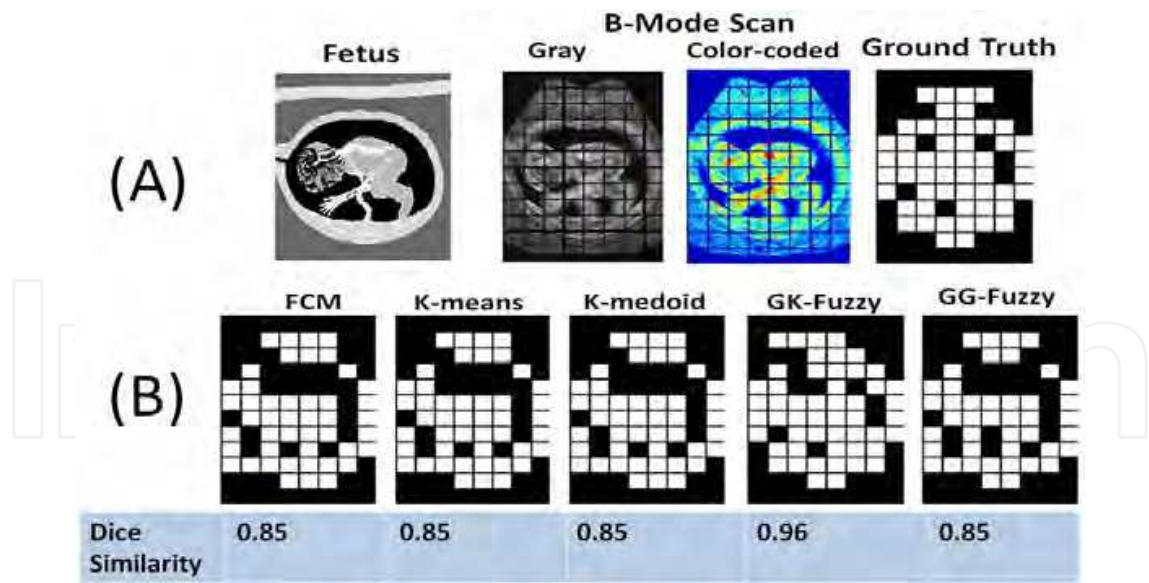 B-Mode Scan
Fetus Gray Color-coded Ground Truth
(A)
FCM K-means K-medoid GK-Fuzzy GG-Fuzzy
(B)
Dice Similarity 0.85 0.85 0.85 0.96 0.85